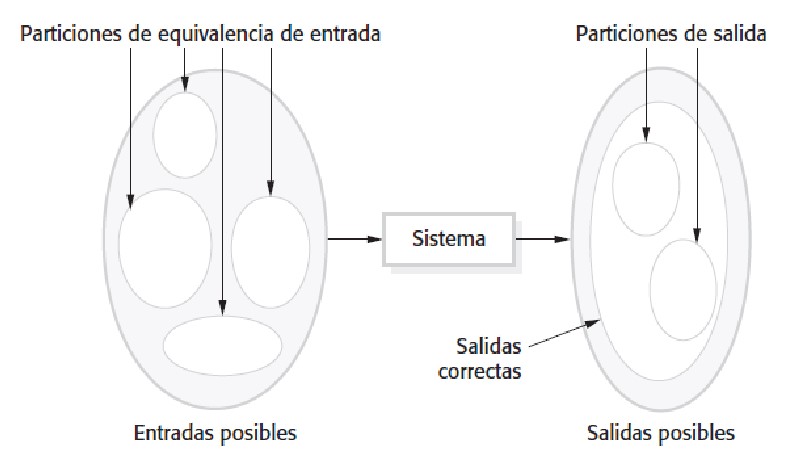 Particiones de equivalencia de entrada
Particiones de salida
Sistema
Salidas
correctas
Entradas posibles
Salidas posibles